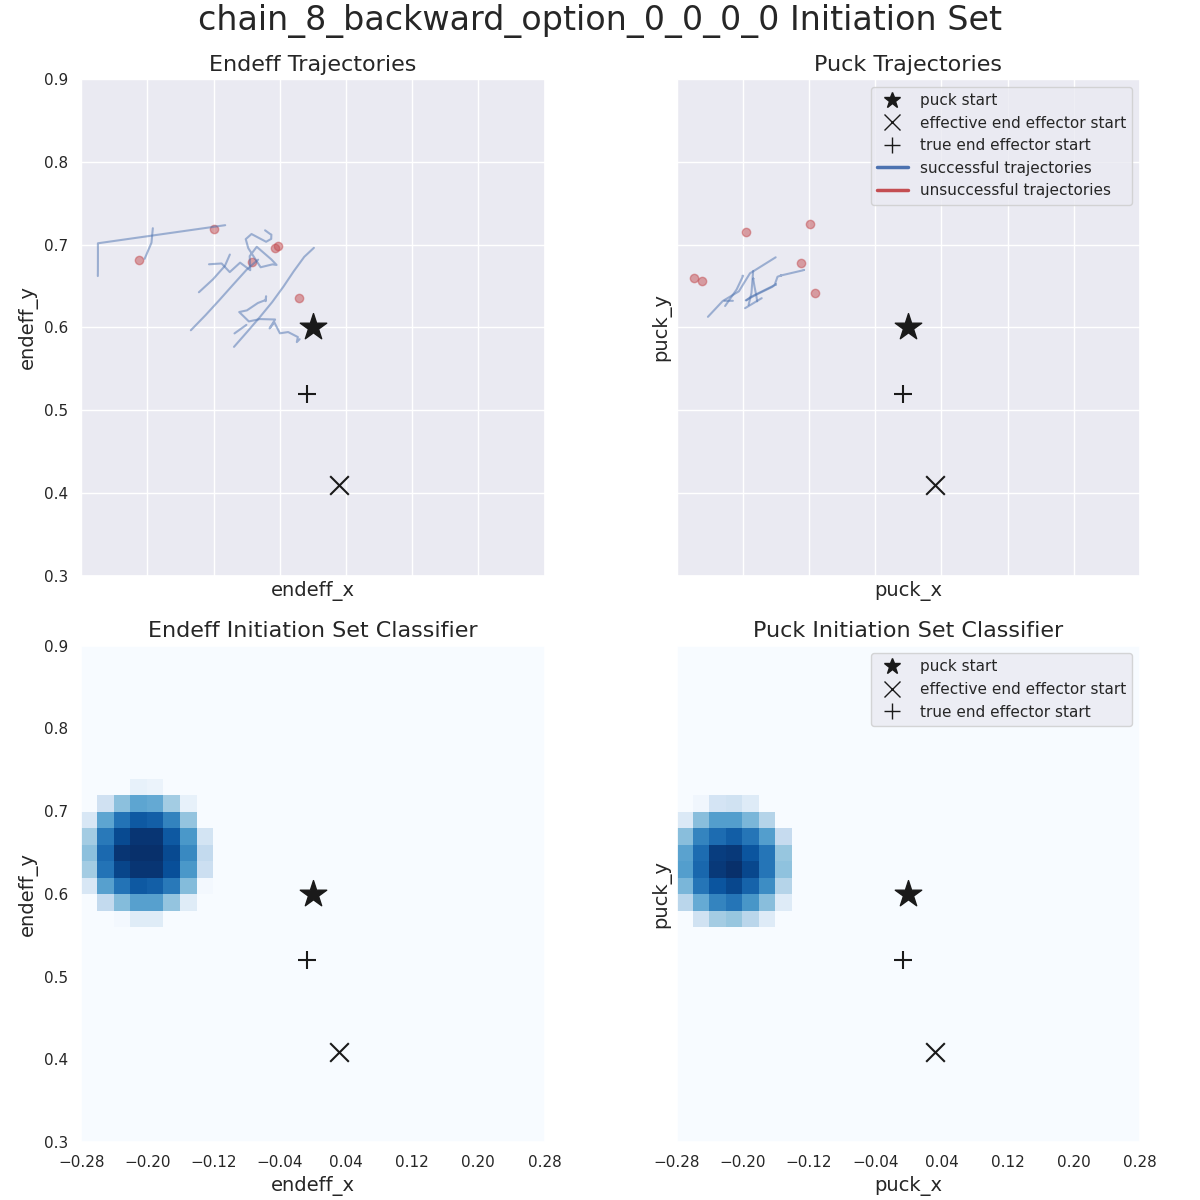 chain_8_backward_option_0_0_0_0 Initiation Set
Endeff Trajectories
0.9
0.8
0.7
0.6
0.5
0.4
0.3
endeff_y
endeff_x
Puck Trajectories
puck start
effective end effector start
true end effector start
successful trajectories
unsuccessful trajectories
puck_y
puck_x
Endeff Initiation Set Classifier
0.9
0.8
0.7
0.6
0.5
0.4
0.3
endeff_y
−0.28 −0.20 −0.12 −0.04 0.04 0.12 0.20 0.28
endeff_x
Puck Initiation Set Classifier
puck start
effective end effector start
true end effector start
puck_y
−0.28 −0.20 −0.12 −0.04 0.04 0.12 0.20 0.28
puck_x